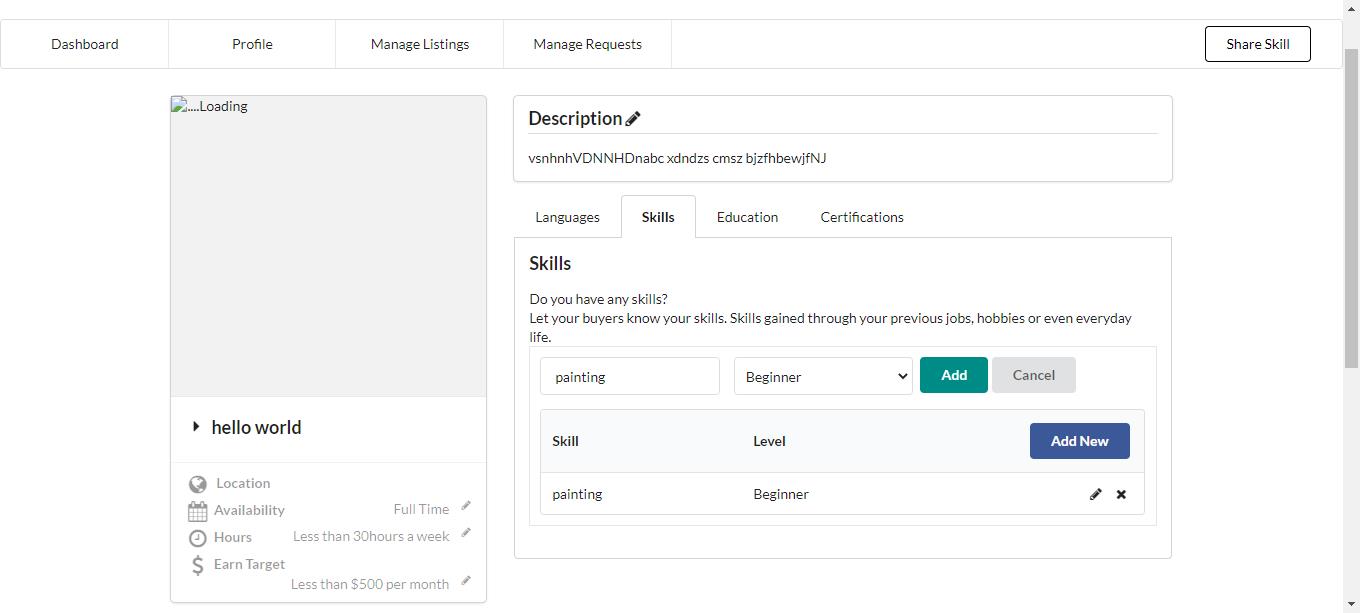 Dashboard Profile Manage Listings Manage Requests Share Skill
....Loading
hello world
Location
Availability Full Time
Hours Less than 30hours a week
Earn Target
Less than $500 per month
Description
vsnhnhVDNNHDnabc xdndzs cmsz bjzfhbewjfNJ
Languages Skills Education Certifications
Skills
Do you have any skills?
Let your buyers know your skills. Skills gained through your previous jobs, hobbies or even everyday
life.
painting Beginner Add Cancel
Skill Level Add New
painting Beginner